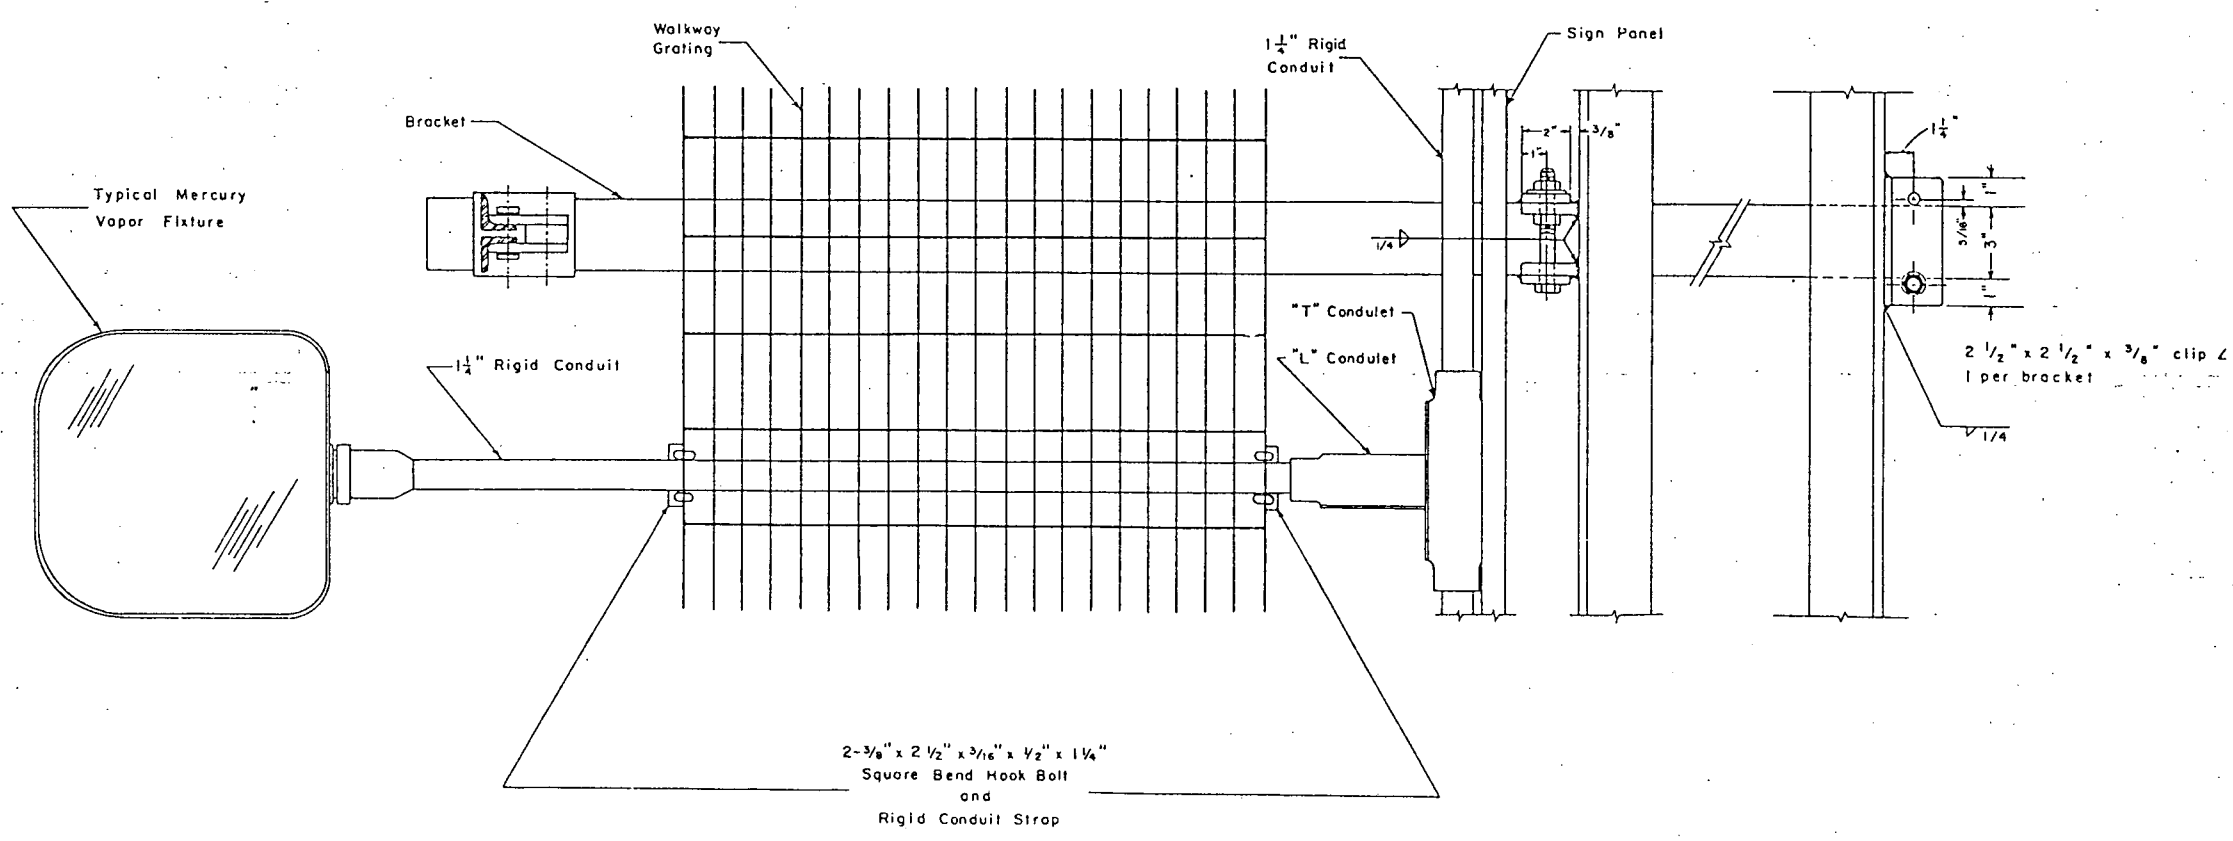 Walkway
Grating
Bracket
Typical Mercury
Vapor Fixture
1 1/4" Rigid
Conduit
Sign Panel
2"
3/8"
1"
1 1/4"
1"
5/16"
3"
1"
1/4
"T" Condulet
"L" Condulet
1 1/4" Rigid Conduit
2 1/2" x 2 1/2" x 3/8" clip ∠
1 per bracket
1/4
2-3/8" x 2 1/2" x 3/16" x 1/2" x 1 1/4"
Square Bend Hook Bolt
and
Rigid Conduit Strap